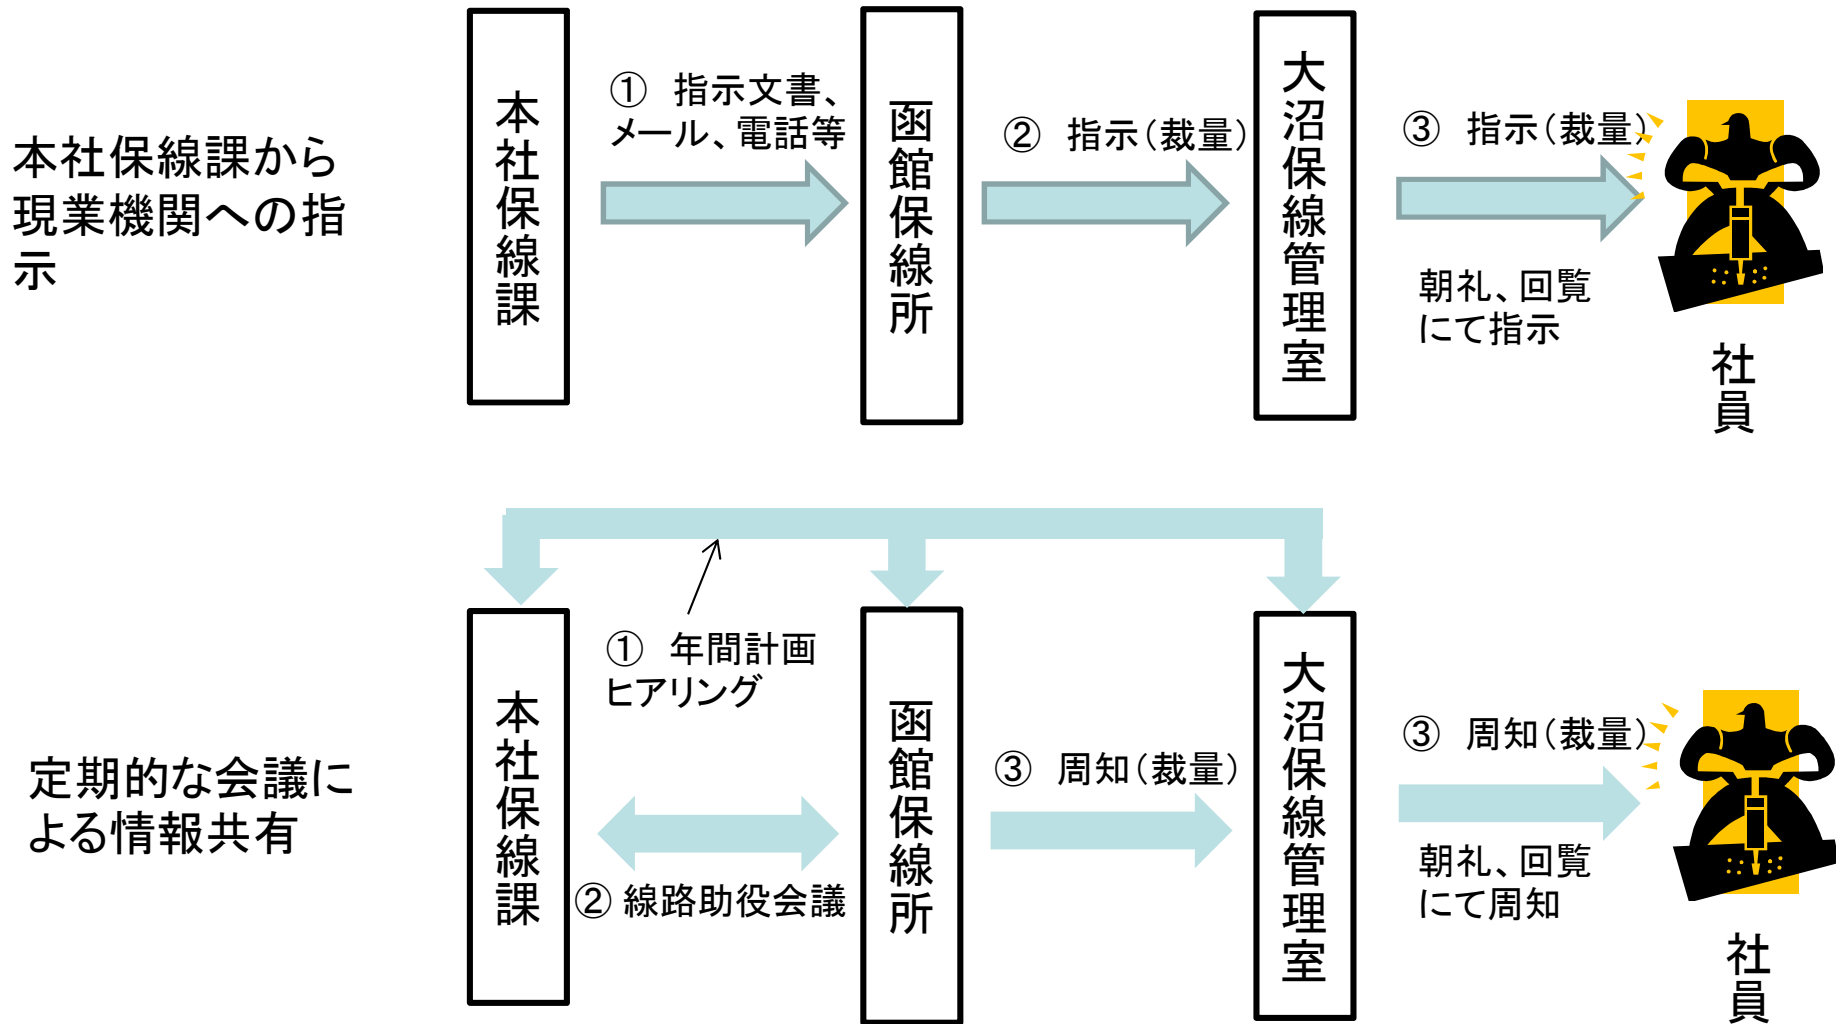 本社保線課から
現業機関への指
示
本社保線課
① 指示文書、
メール、電話等
函館保線所
② 指示(裁量)
大沼保線管理室
③ 指示(裁量)
朝礼、回覧
にて指示
社員
定期的な会議に
よる情報共有
本社保線課
① 年間計画
ヒアリング
② 線路助役会議
函館保線所
③ 周知(裁量)
大沼保線管理室
③ 周知(裁量)
朝礼、回覧
にて周知
社員